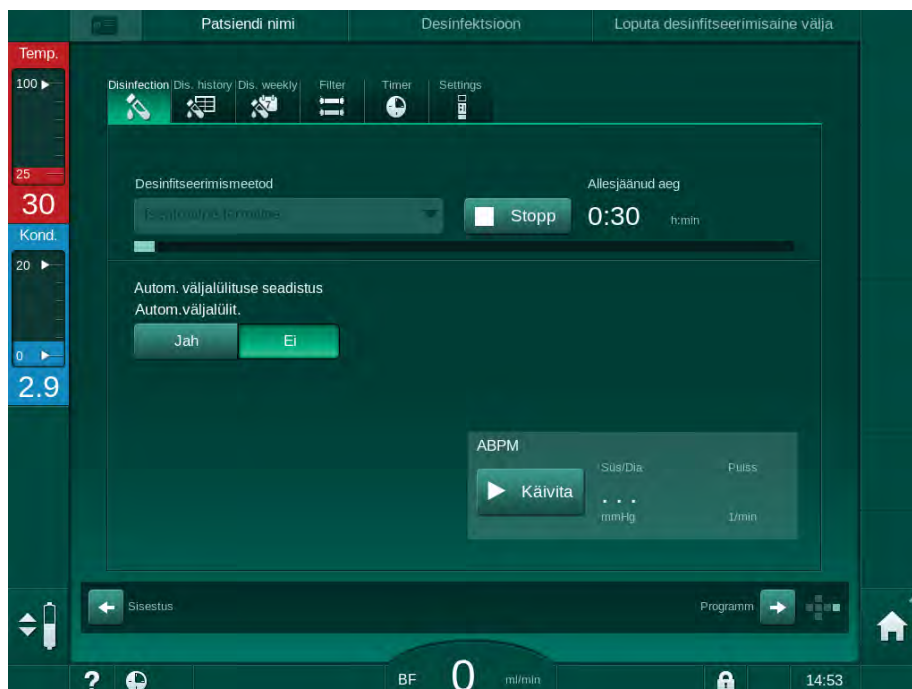 Patsiendi nimi
Desinfektsioon
Loputa desinfitseerimisaine välja
Temp.
100
25
30
Kond.
20
0
2.9
Disinfection
Dis. history
Dis. weekly
Filter
Timer
Settings
7
Desinfitseerimismeetod
Allesjäänud aeg
Stopp
0:30 h:min
Autom. väljalülituse seadistus
Autom.väljalülit.
Jah
Ei
ABPM
Süs/Dia
Pulss
Käivita
. . .
mmHg
1/min
Sisestus
Programm
?
BF 0 ml/min
14:53